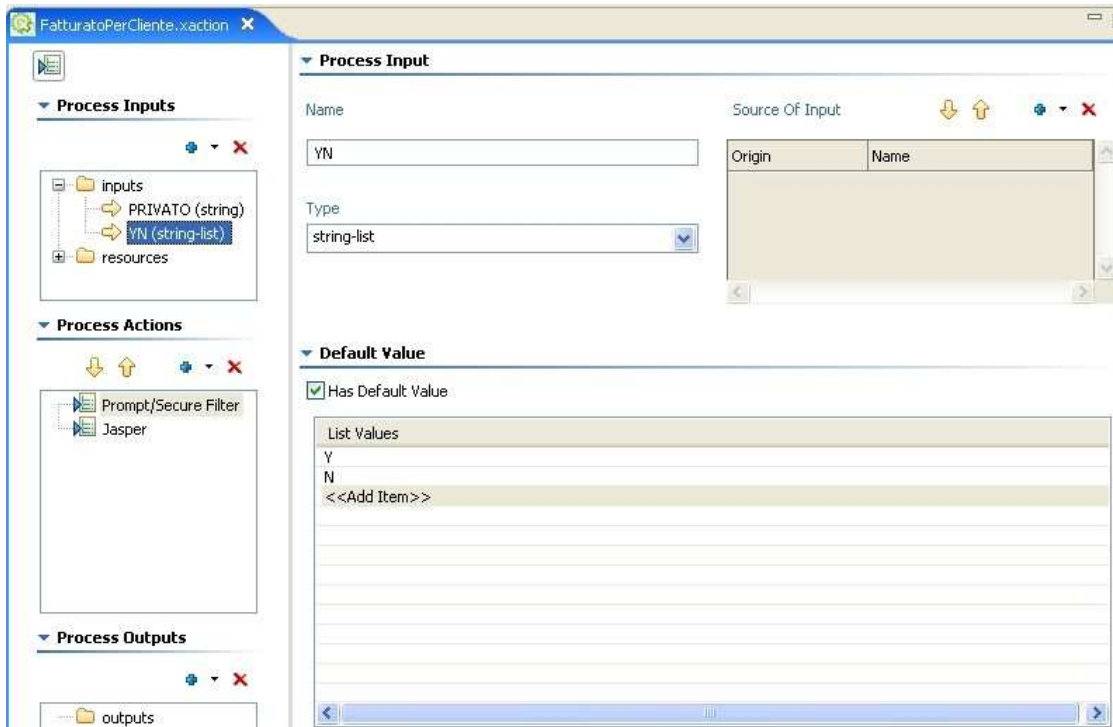 FatturatoPerCliente.xaction
Process Inputs
inputs
PRIVATO (string)
YN (string-list)
resources
Process Actions
Prompt/Secure Filter
Jasper
Process Outputs
outputs
Process Input
Name
YN
Type
string-list
Source Of Input
Origin Name
Default Value
Has Default Value
List Values
Y
N
<<Add Item>>